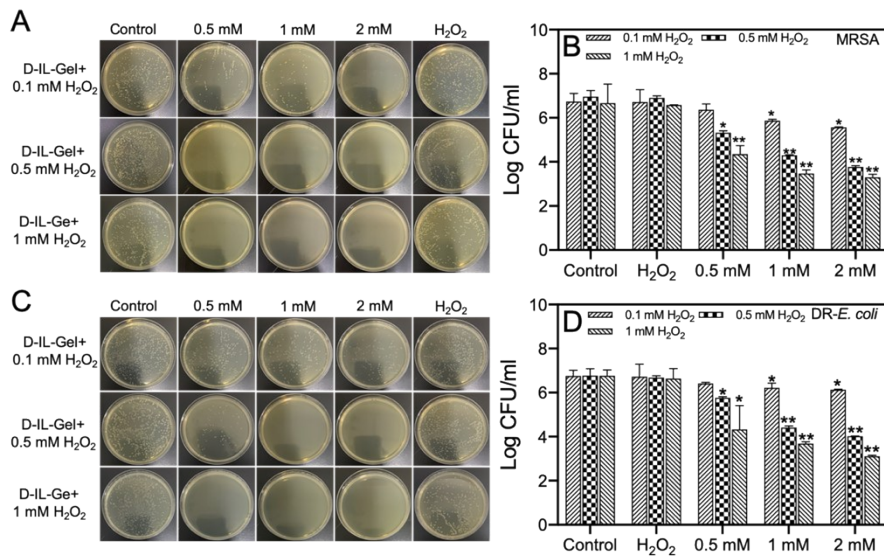 A
Control 0.5 mM 1 mM 2 mM H₂O₂
D-IL-Gel+
0.1 mM H₂O₂
D-IL-Gel+
0.5 mM H₂O₂
D-IL-Ge+
1 mM H₂O₂
B
0.1 mM H₂O₂ 0.5 mM H₂O₂ MRSA
1 mM H₂O₂
Log CFU/ml
10
8
6
4
2
0
* ** * ** ** * ** **
Control H₂O₂ 0.5 mM 1 mM 2 mM
C
Control 0.5 mM 1 mM 2 mM H₂O₂
D-IL-Gel+
0.1 mM H₂O₂
D-IL-Gel+
0.5 mM H₂O₂
D-IL-Ge+
1 mM H₂O₂
D
0.1 mM H₂O₂ 0.5 mM H₂O₂ DR-E. coli
1 mM H₂O₂
Log CFU/ml
10
8
6
4
2
0
* * * ** ** * ** **
Control H₂O₂ 0.5 mM 1 mM 2 mM